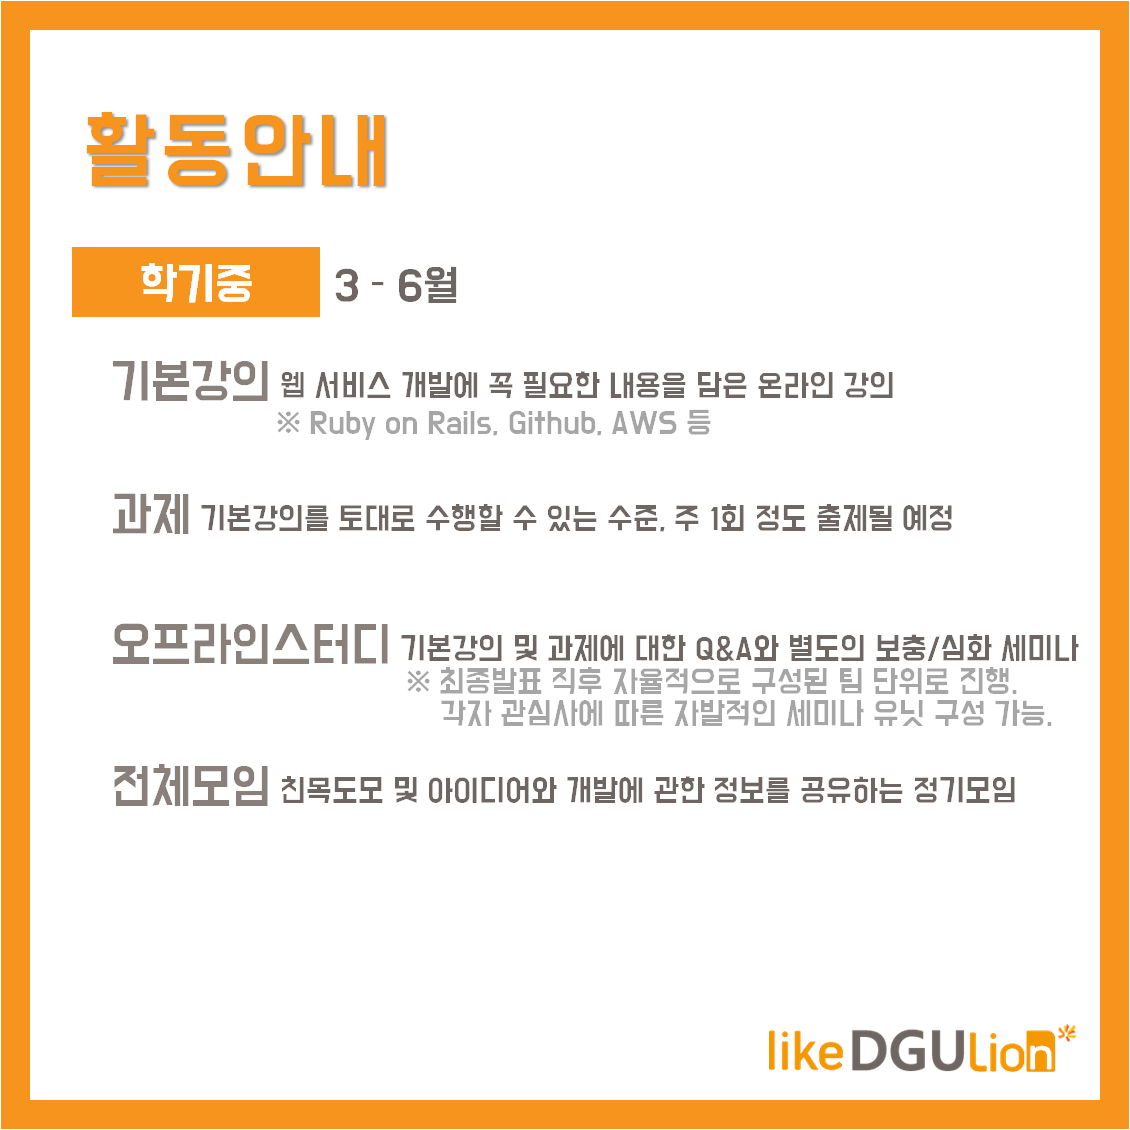 활동안내
학기중 3 - 6월
기본강의 웹 서비스 개발에 꼭 필요한 내용을 담은 온라인 강의
※ Ruby on Rails, Github, AWS 등
과제 기본강의를 토대로 수행할 수 있는 수준, 주 1회 정도 출제될 예정
오프라인스터디 기본강의 및 과제에 대한 Q&A와 별도의 보충/심화 세미나
※ 최종발표 직후 자율적으로 구성된 팀 단위로 진행.
각자 관심사에 따른 자발적인 세미나 유닛 구성 가능.
전체모임 친목도모 및 아이디어와 개발에 관한 정보를 공유하는 정기모임
likeDGULion